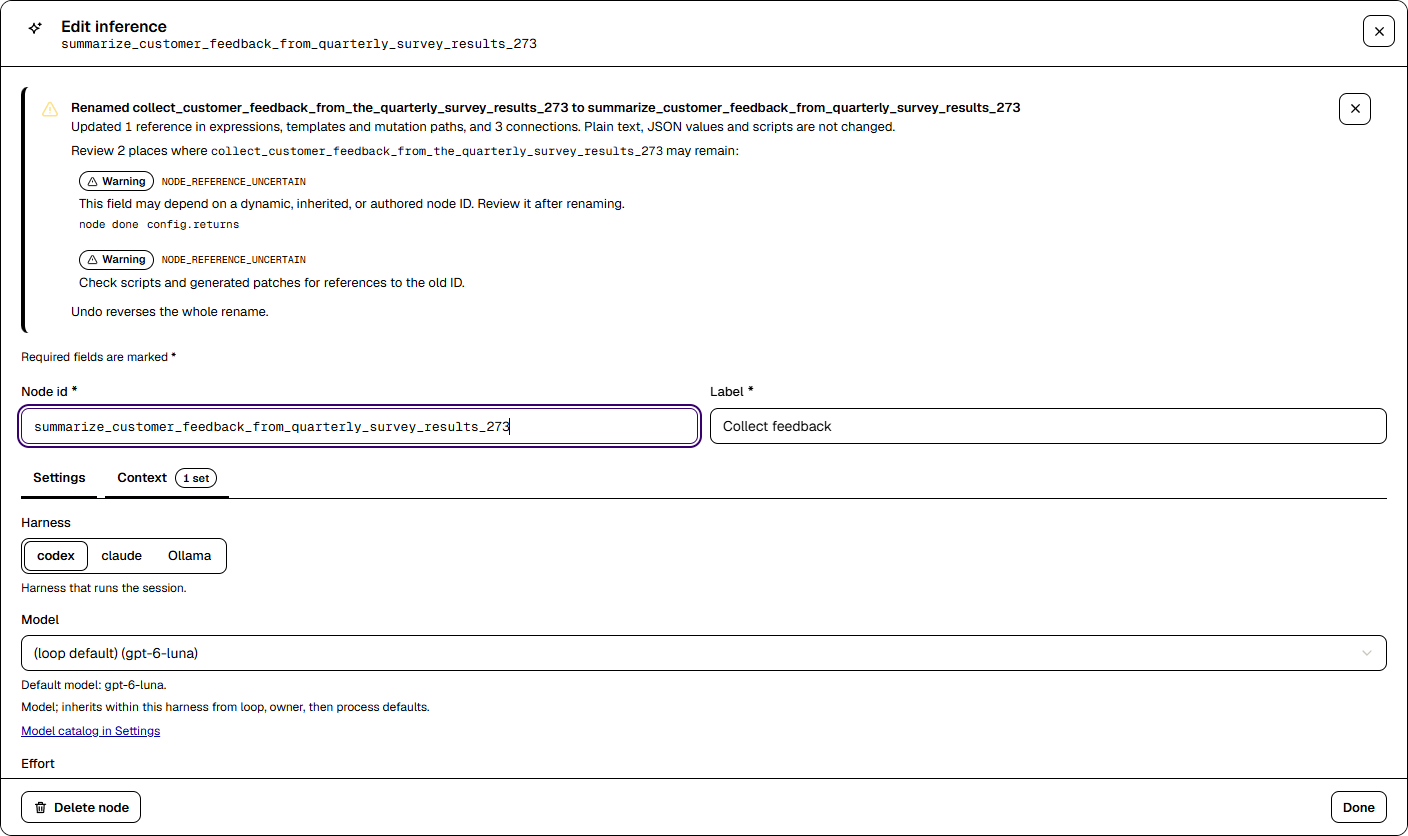 Edit inference
summarize_customer_feedback_from_quarterly_survey_results_273
Renamed collect_customer_feedback_from_the_quarterly_survey_results_273 to summarize_customer_feedback_from_quarterly_survey_results_273
Updated 1 reference in expressions, templates and mutation paths, and 3 connections. Plain text, JSON values and scripts are not changed.
Review 2 places where collect_customer_feedback_from_the_quarterly_survey_results_273 may remain:
Warning NODE_REFERENCE_UNCERTAIN
This field may depend on a dynamic, inherited, or authored node ID. Review it after renaming.
node done config.returns
Warning NODE_REFERENCE_UNCERTAIN
Check scripts and generated patches for references to the old ID.
Undo reverses the whole rename.
Required fields are marked *
Node id * Label *
summarize_customer_feedback_from_quarterly_survey_results_273 Collect feedback
Settings Context 1 set
Harness
codex claude Ollama
Harness that runs the session.
Model
(loop default) (gpt-6-luna)
Default model: gpt-6-luna.
Model; inherits within this harness from loop, owner, then process defaults.
Model catalog in Settings
Effort
Delete node Done